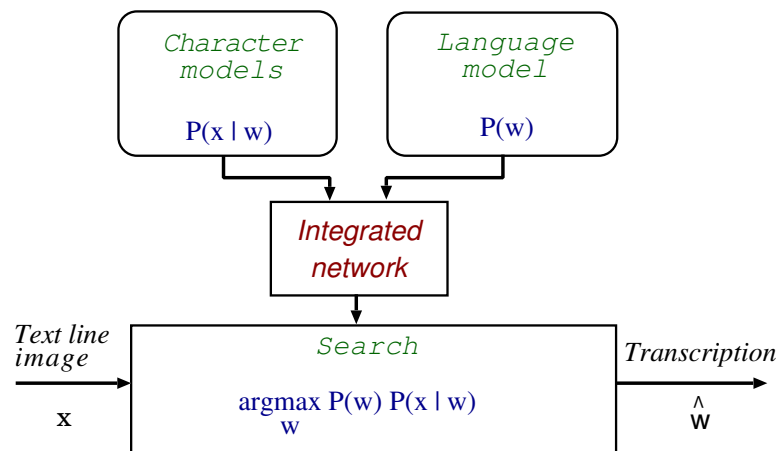 Character
models
P(x | w)
Language
model
P(w)
Integrated
network
Text line
image
x
Search
argmax P(w) P(x | w)
w
Transcription
^
w